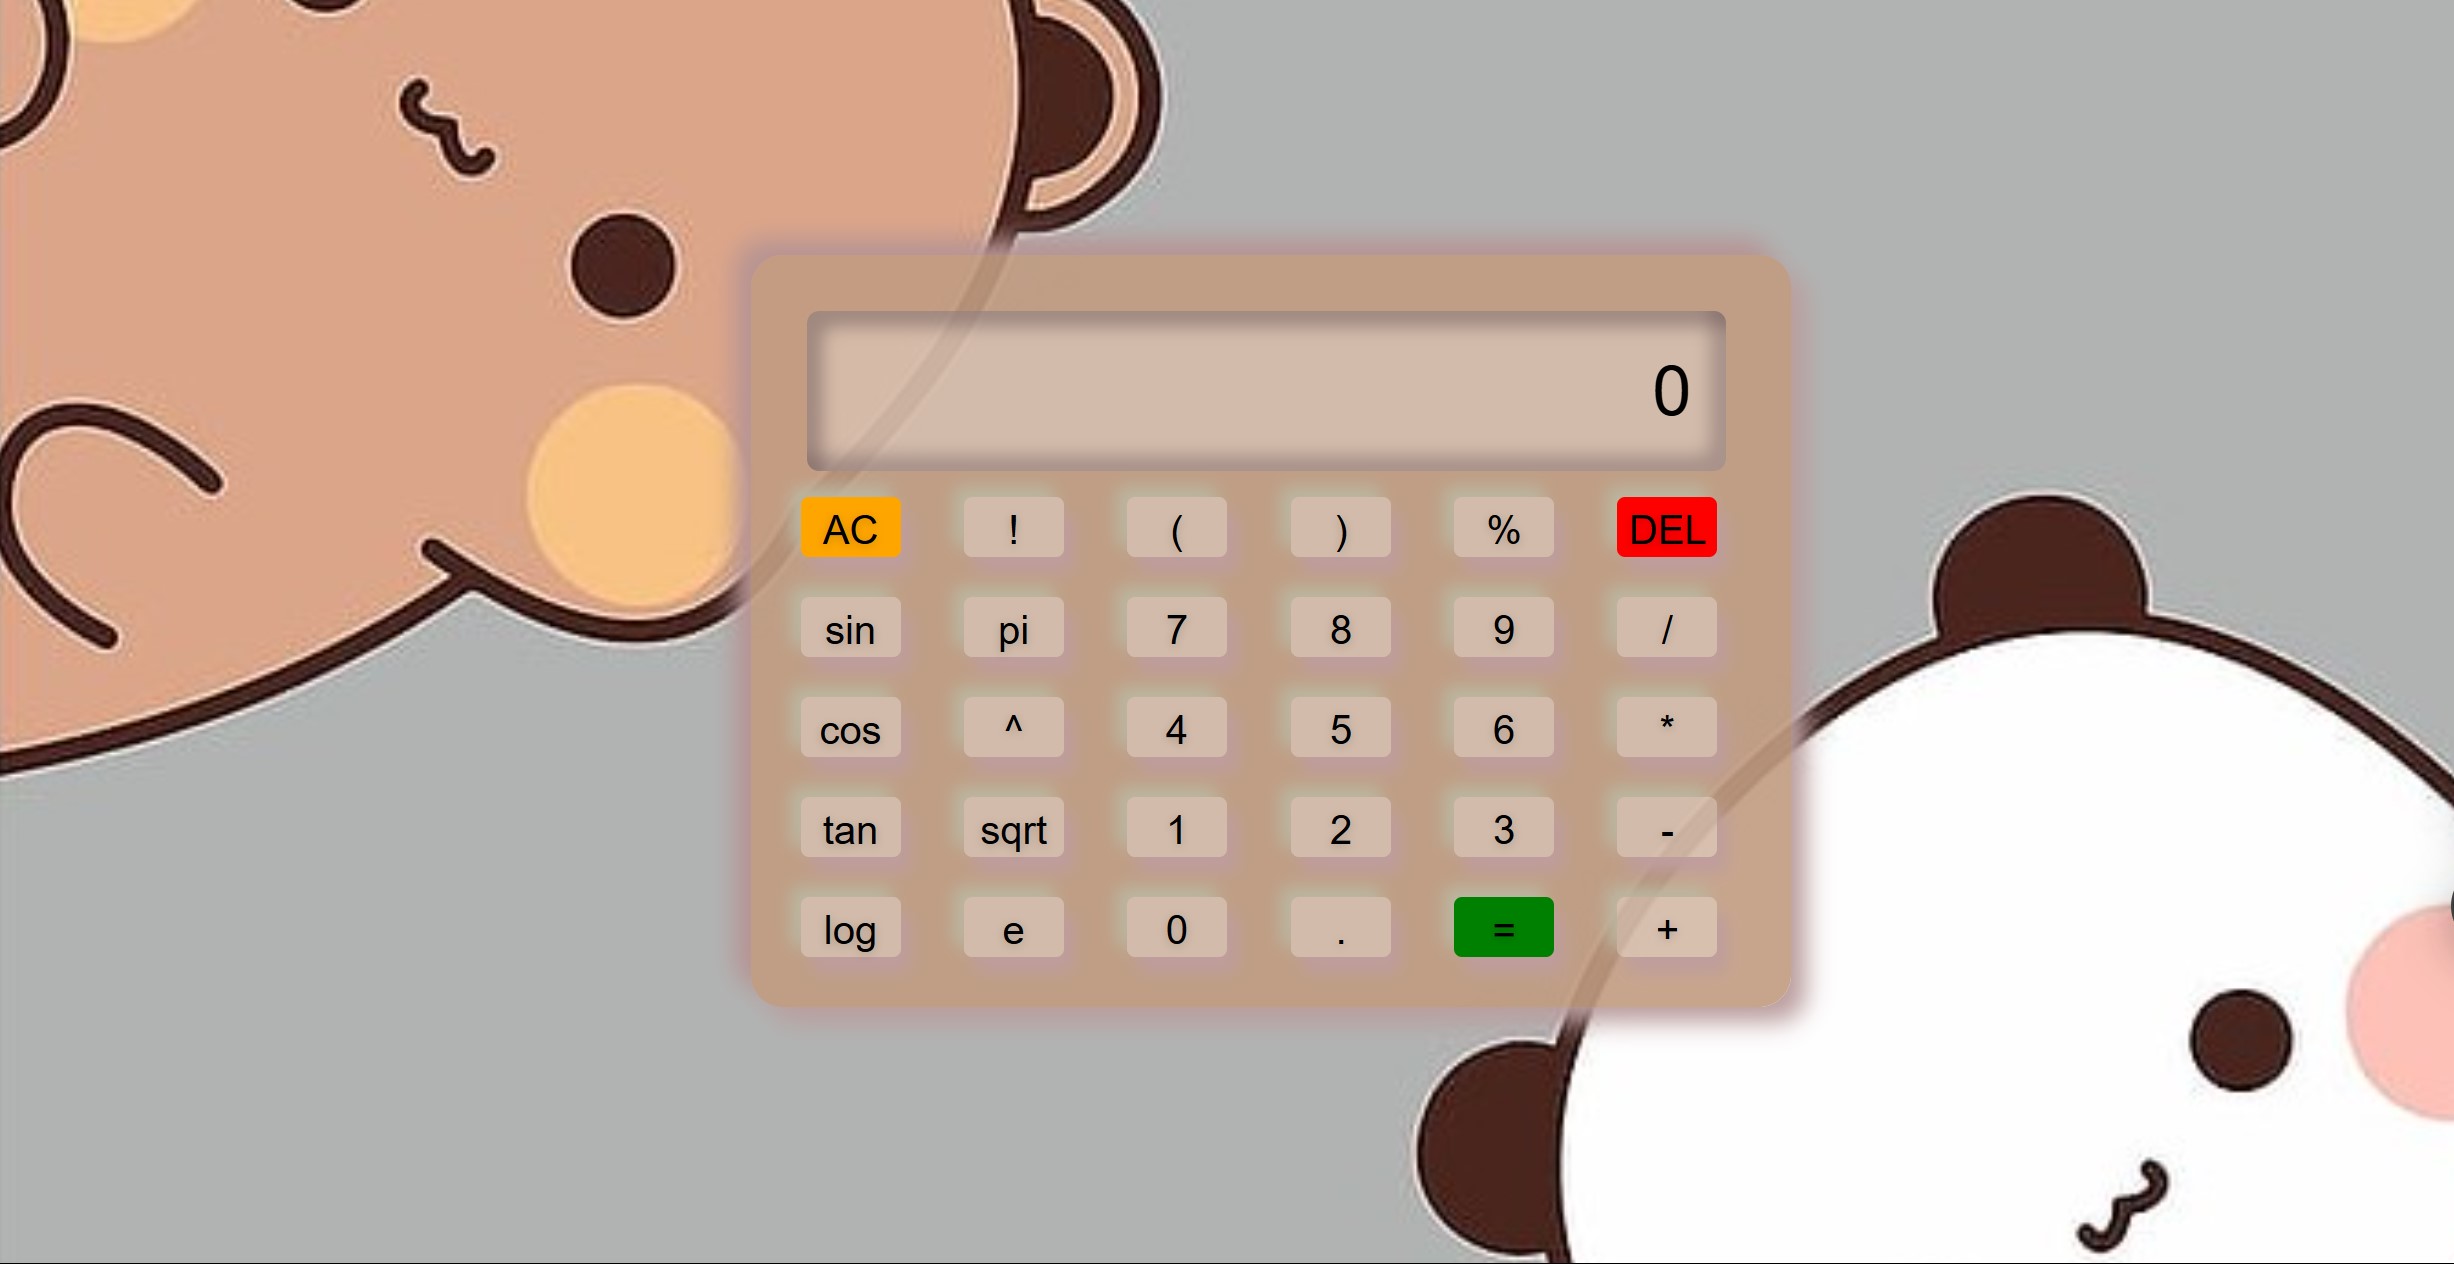 0
AC ! ( ) % DEL
sin pi 7 8 9 /
cos ^ 4 5 6 *
tan sqrt 1 2 3 -
log e 0 . = +